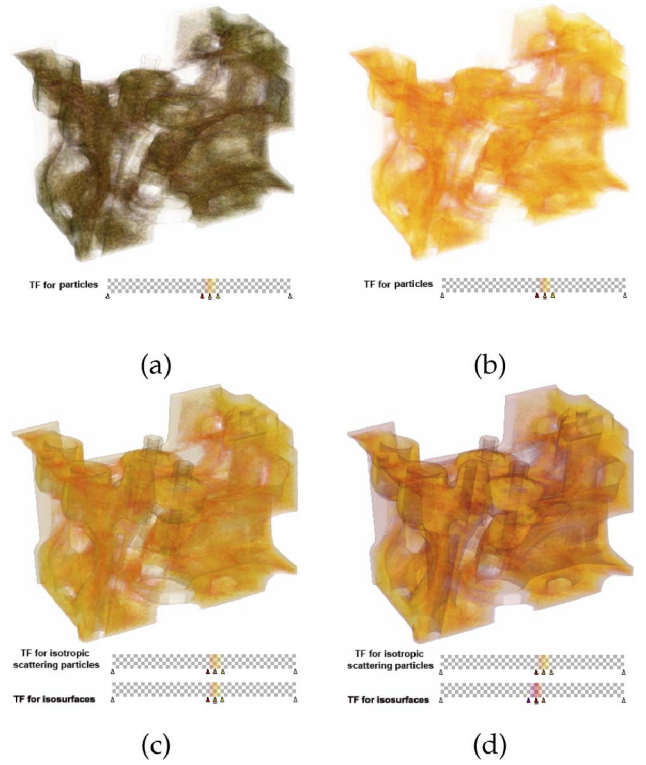 TF for particles
TF for particles
(a)
(b)
TF for isotropic
scattering particles
TF for isosurfaces
TF for isotropic
scattering particles
TF for isosurfaces
(c)
(d)